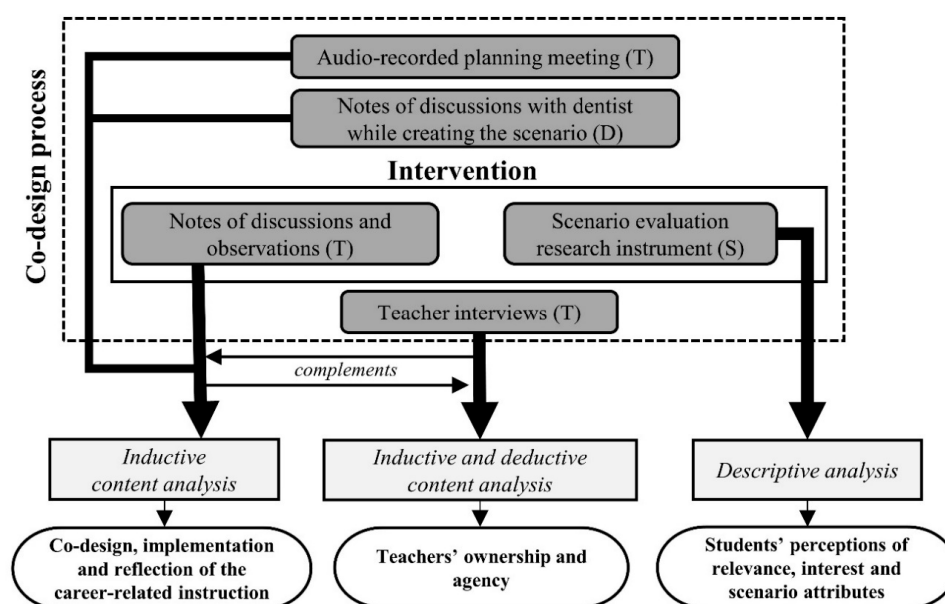 Co-design process
Audio-recorded planning meeting (T)
Notes of discussions with dentist
while creating the scenario (D)
Intervention
Notes of discussions and
observations (T)
Scenario evaluation
research instrument (S)
Teacher interviews (T)
complements
Inductive
content analysis
Inductive and deductive
content analysis
Descriptive analysis
Co-design, implementation
and reflection of the
career-related instruction
Teachers’ ownership and
agency
Students’ perceptions of
relevance, interest and
scenario attributes